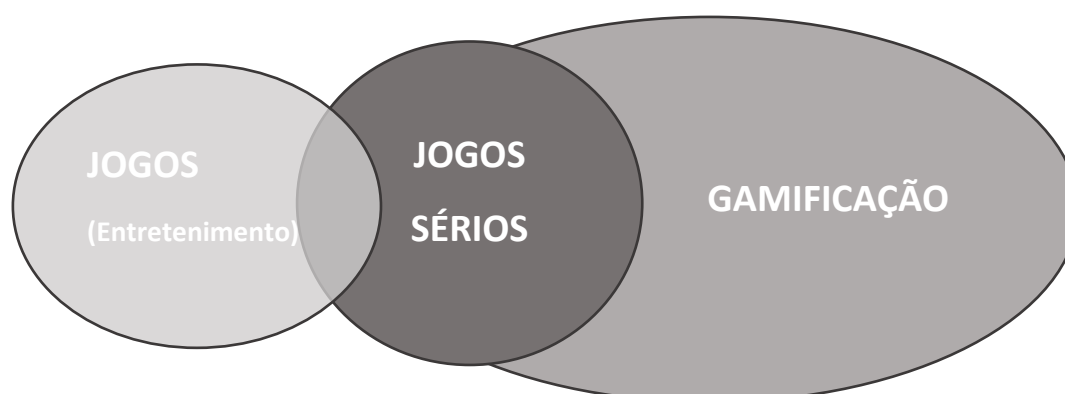 JOGOS
(Entretenimento)
JOGOS
SÉRIOS
GAMIFICAÇÃO